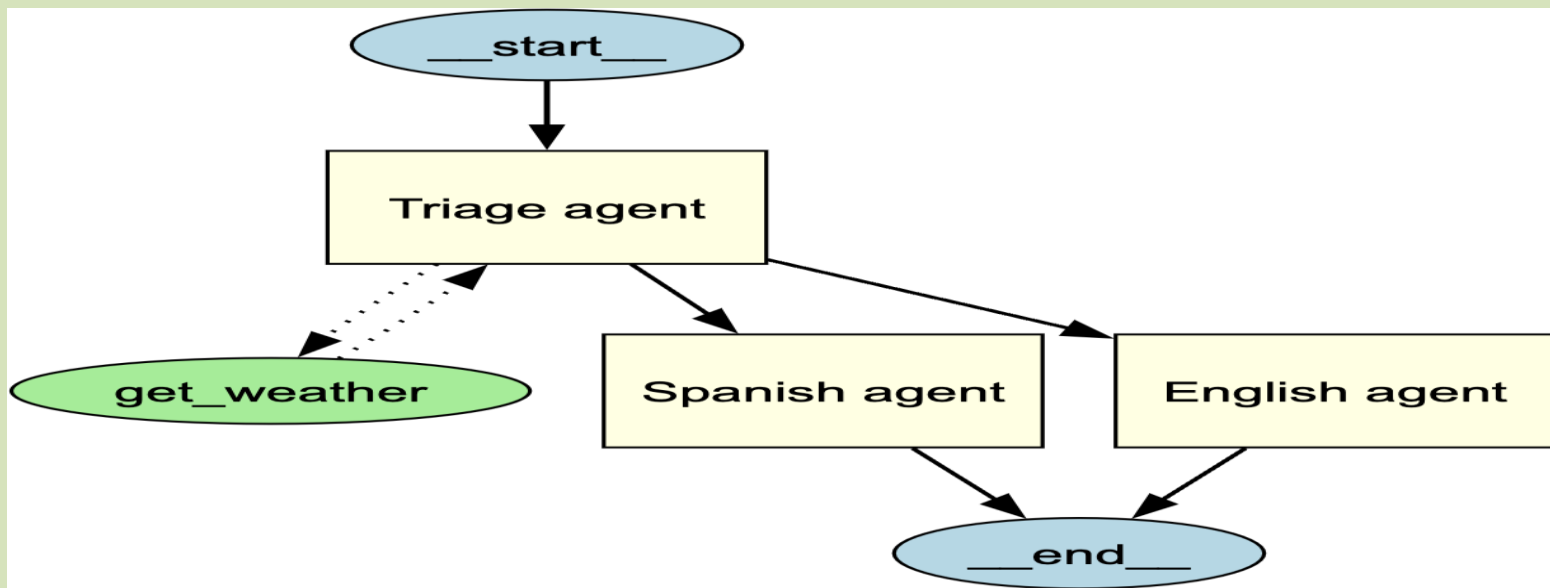 __start__
Triage agent
get_weather
Spanish agent
English agent
__end__